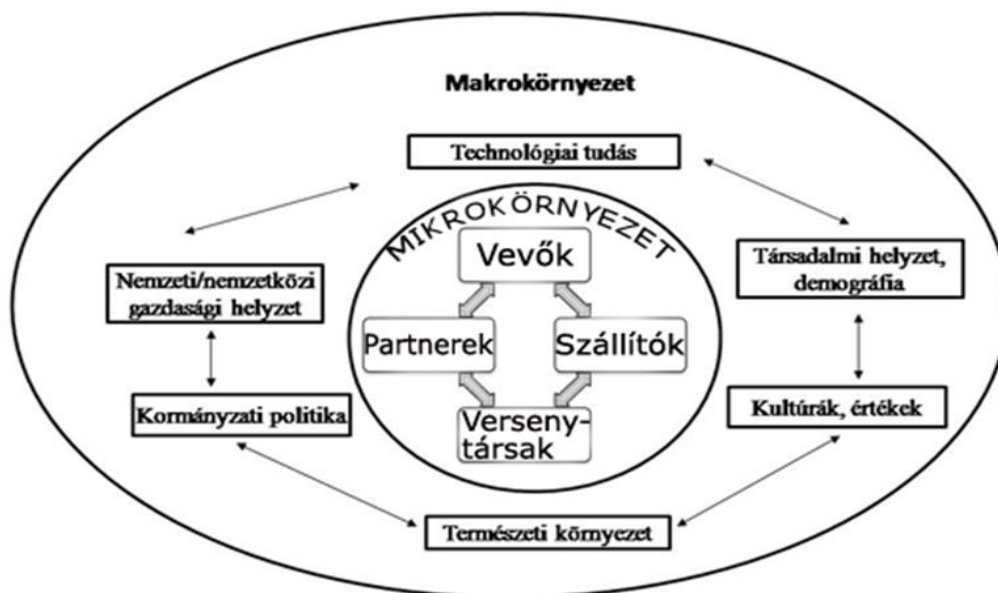 Makrokörnyezet
Technológiai tudás
MIKROKÖRNYEZET
Vevők
Nemzeti/nemzetközi
gazdasági helyzet
Társadalmi helyzet,
demográfia
Partnerek
Szállítók
Kormányzati politika
Kultúrák, értékek
Verseny-
társak
Természeti környezet